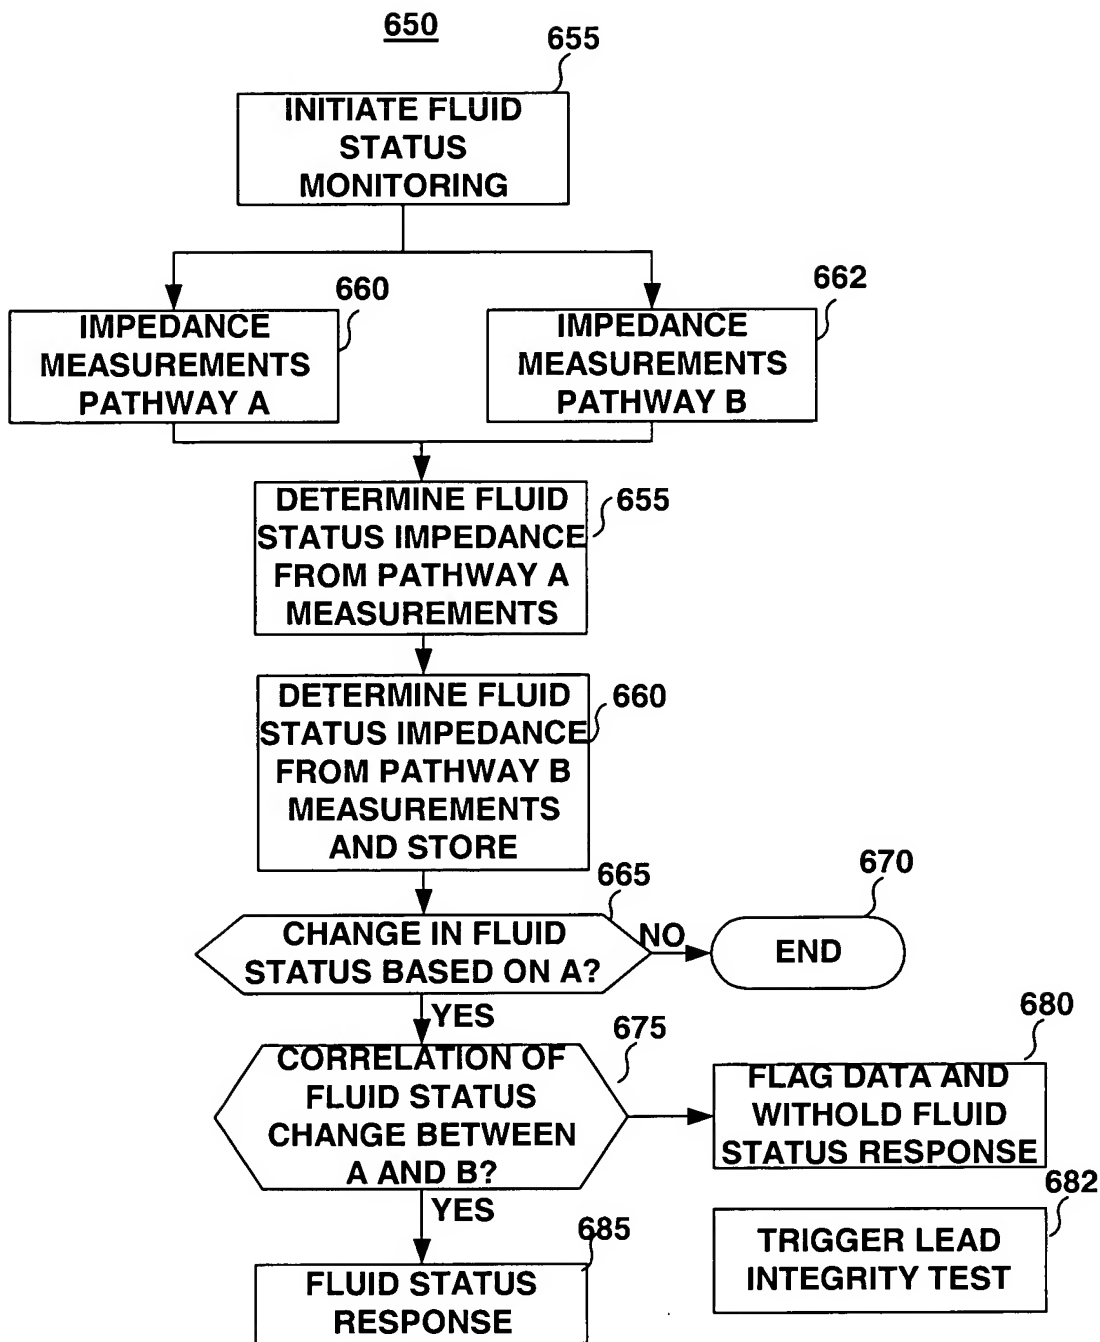 650
655
INITIATE FLUID
STATUS
MONITORING
660
IMPEDANCE
MEASUREMENTS
PATHWAY A
662
IMPEDANCE
MEASUREMENTS
PATHWAY B
DETERMINE FLUID
STATUS IMPEDANCE
FROM PATHWAY A
MEASUREMENTS
655
DETERMINE FLUID
STATUS IMPEDANCE
FROM PATHWAY B
MEASUREMENTS
AND STORE
660
665
CHANGE IN FLUID
STATUS BASED ON A?
NO
670
END
YES
675
CORRELATION OF
FLUID STATUS
CHANGE BETWEEN
A AND B?
680
FLAG DATA AND
WITHOLD FLUID
STATUS RESPONSE
682
TRIGGER LEAD
INTEGRITY TEST
YES
685
FLUID STATUS
RESPONSE